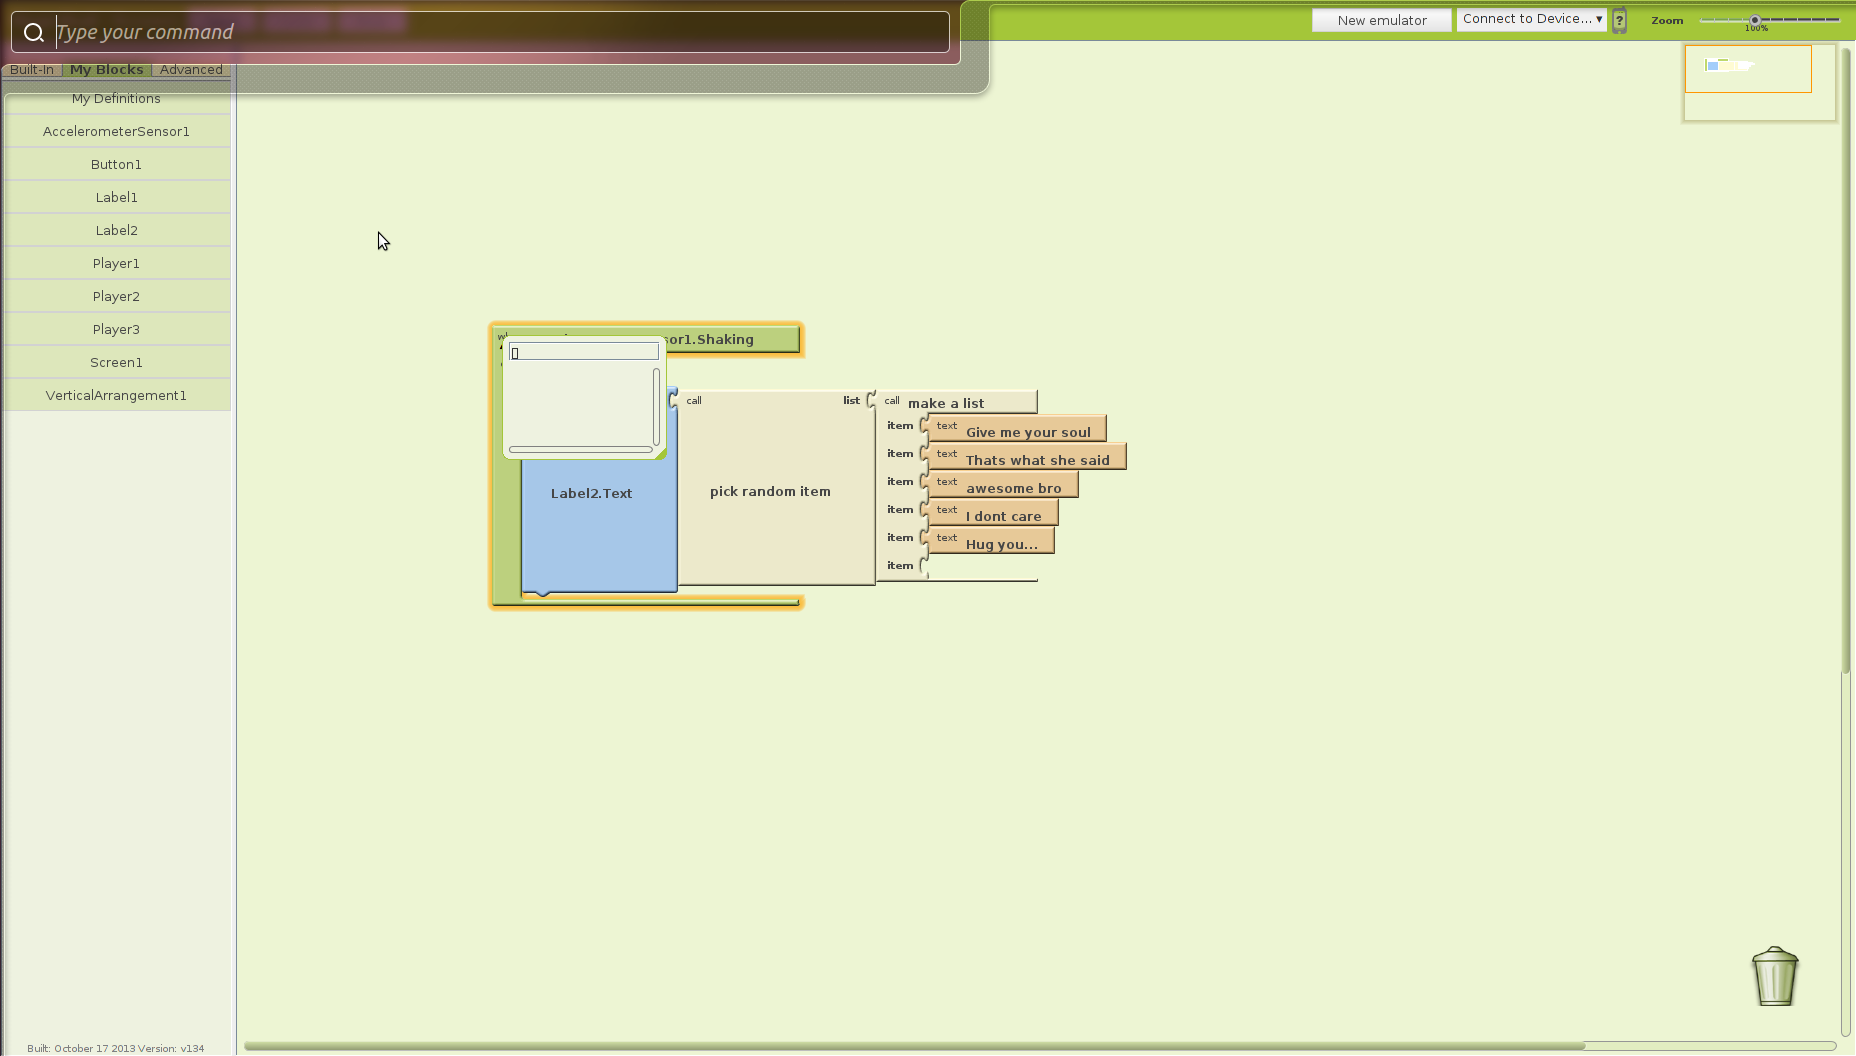 Type your command
New emulator
Connect to Device...
?
Zoom
100%
Built-In My Blocks Advanced
My Definitions
AccelerometerSensor1
Button1
Label1
Label2
Player1
Player2
Player3
Screen1
VerticalArrangement1
sor1.Shaking
call list call make a list
item text Give me your soul
item text Thats what she said
item text awesome bro
Label2.Text pick random item
item text I dont care
item text Hug you...
item
Built: October 17 2013 Version: v134